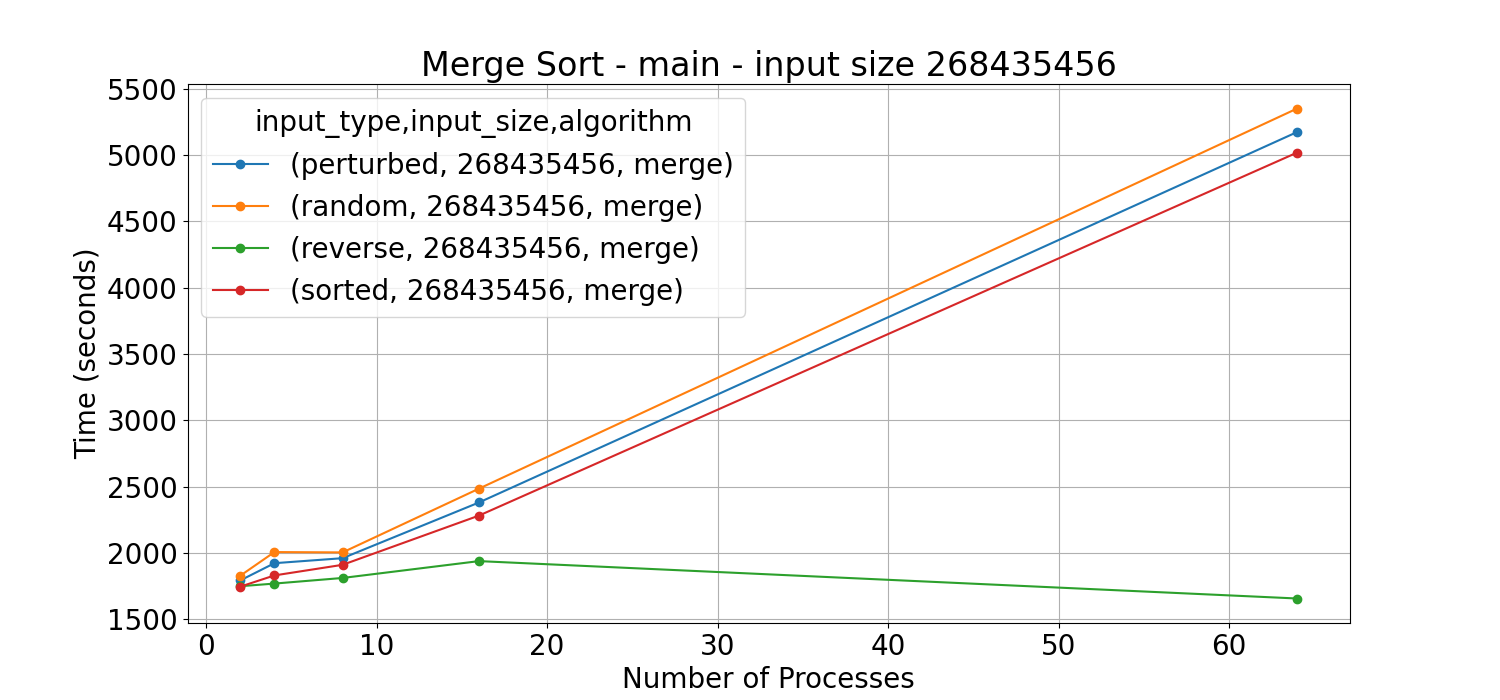 Merge Sort - main - input size 268435456
5500
5000
4500
4000
3500
3000
2500
2000
1500
Time (seconds)
input_type,input_size,algorithm
(perturbed, 268435456, merge)
(random, 268435456, merge)
(reverse, 268435456, merge)
(sorted, 268435456, merge)
0 10 20 30 40 50 60
Number of Processes